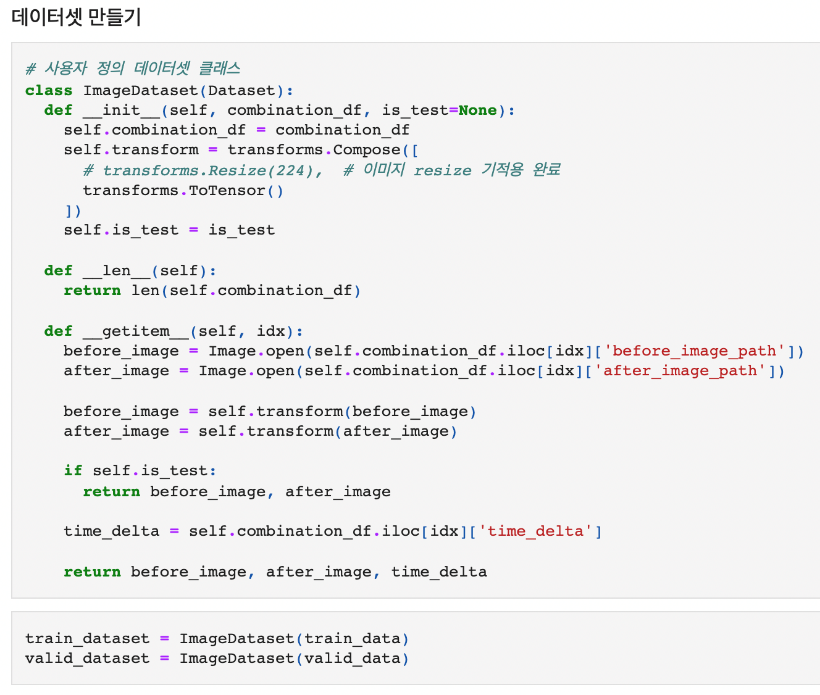 데이터셋 만들기
# 사용자 정의 데이터셋 클래스
class ImageDataset(Dataset):
  def __init__(self, combination_df, is_test=None):
    self.combination_df = combination_df
    self.transform = transforms.Compose([
      # transforms.Resize(224),  # 이미지 resize 기적용 완료
      transforms.ToTensor()
    ])
    self.is_test = is_test
  def __len__(self):
    return len(self.combination_df)
  def __getitem__(self, idx):
    before_image = Image.open(self.combination_df.iloc[idx]['before_image_path'])
    after_image = Image.open(self.combination_df.iloc[idx]['after_image_path'])
    before_image = self.transform(before_image)
    after_image = self.transform(after_image)
    if self.is_test:
      return before_image, after_image
    time_delta = self.combination_df.iloc[idx]['time_delta']
    return before_image, after_image, time_delta
train_dataset = ImageDataset(train_data)
valid_dataset = ImageDataset(valid_data)